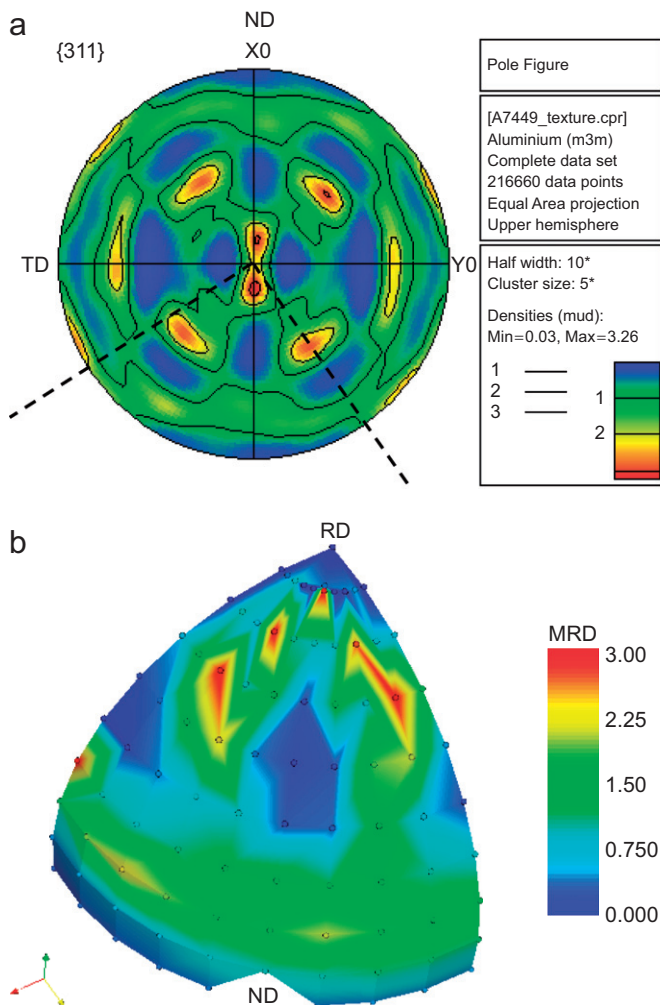 a
ND
{311}
X0
TD
Y0
Pole Figure
[A7449_texture.cpr]
Aluminium (m3m)
Complete data set
216660 data points
Equal Area projection
Upper hemisphere
Half width: 10*
Cluster size: 5*
Densities (mud):
Min=0.03, Max=3.26
1
2
3
1
2
b
RD
MRD
3.00
2.25
1.50
0.750
0.000
ND